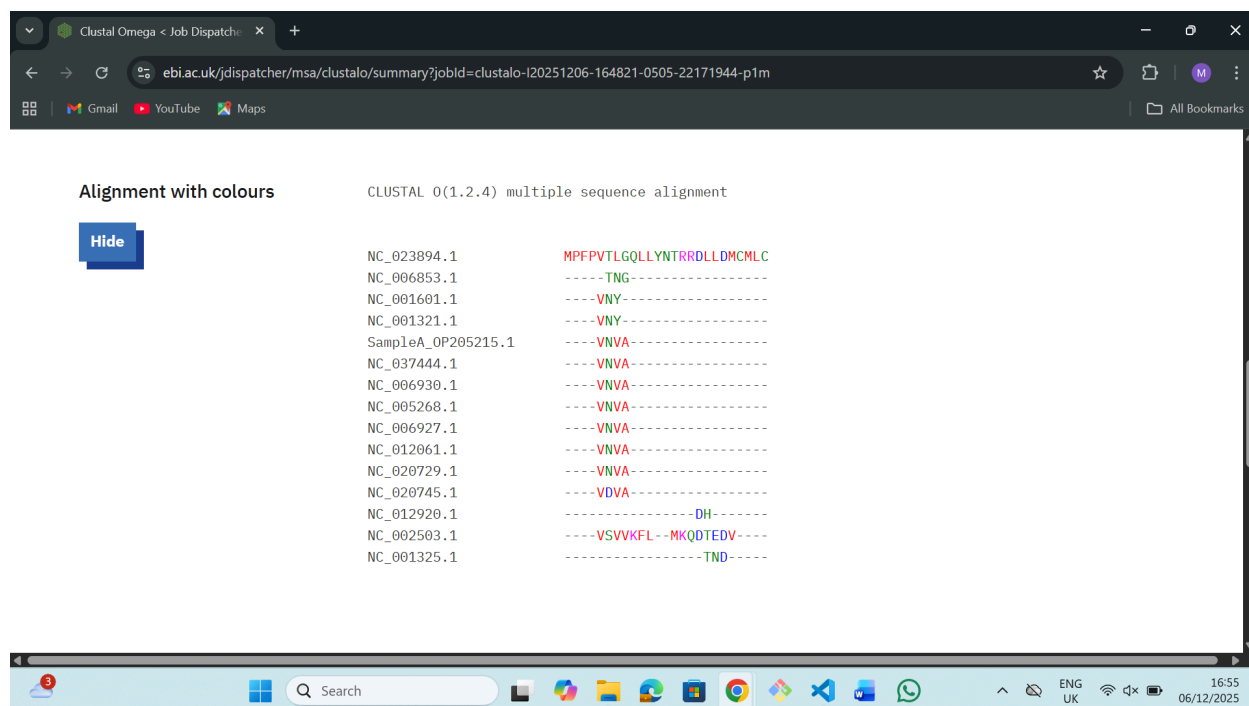 Clustal Omega < Job Dispatche
ebi.ac.uk/jdispatcher/msa/clustalo/summary?jobId=clustalo-I20251206-164821-0505-22171944-p1m
M
Gmail YouTube Maps All Bookmarks
Alignment with colours
Hide
CLUSTAL O(1.2.4) multiple sequence alignment
NC_023894.1 MPFPVTLGQLLYNTRRDLLDMCMLC
NC_006853.1 -----TNG-----------------
NC_001601.1 ----VNY------------------
NC_001321.1 ----VNY------------------
SampleA_OP205215.1 ----VNVA-----------------
NC_037444.1 ----VNVA-----------------
NC_006930.1 ----VNVA-----------------
NC_005268.1 ----VNVA-----------------
NC_006927.1 ----VNVA-----------------
NC_012061.1 ----VNVA-----------------
NC_020729.1 ----VNVA-----------------
NC_020745.1 ----VDVA-----------------
NC_012920.1 ----------------DH-------
NC_002503.1 ----VSVVKFL--MKQDTEDV----
NC_001325.1 -----------------TND-----
3
Search
W
ENG
UK
16:55
06/12/2025